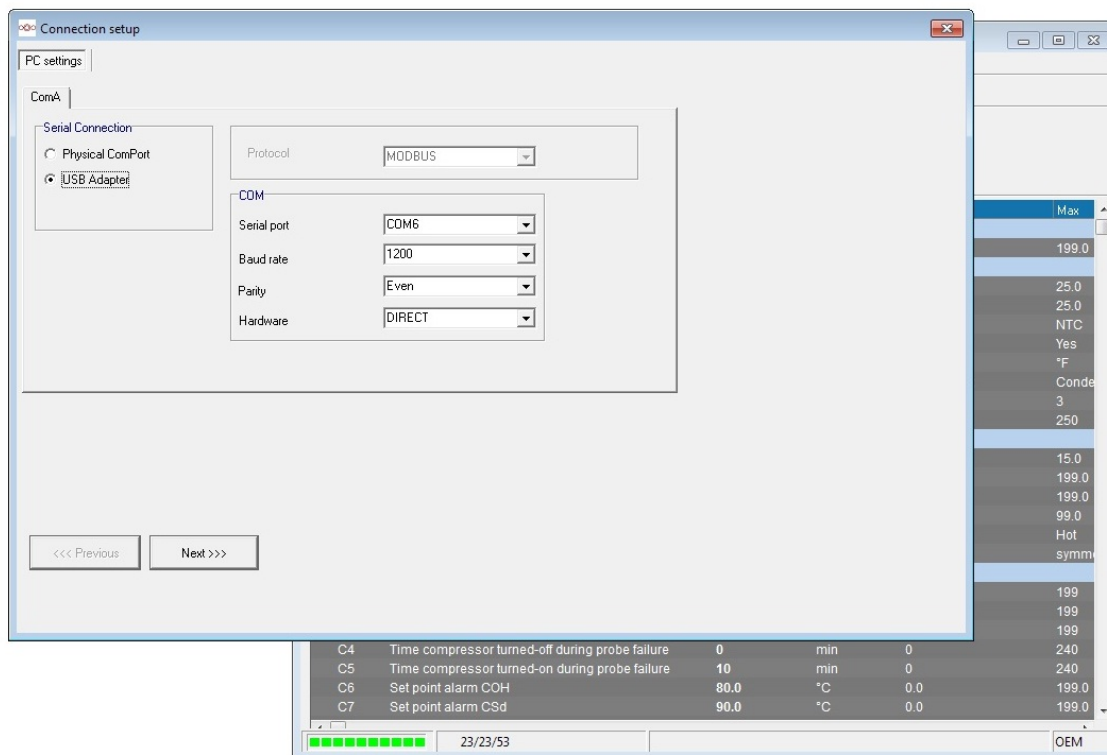 Connection setup
PC settings
ComA
Serial Connection
Physical ComPort
USB Adapter
Protocol MODBUS
COM
Serial port COM6
Baud rate 1200
Parity Even
Hardware DIRECT
<<< Previous Next >>>
Max
199.0
25.0
25.0
NTC
Yes
°F
Conde
3
250
15.0
199.0
199.0
99.0
Hot
symme
199
199
199
C4 Time compressor turned-off during probe failure 0 min 0 240
C5 Time compressor turned-on during probe failure 10 min 0 240
C6 Set point alarm COH 80.0 °C 0.0 199.0
C7 Set point alarm CSd 90.0 °C 0.0 199.0
23/23/53 OEM